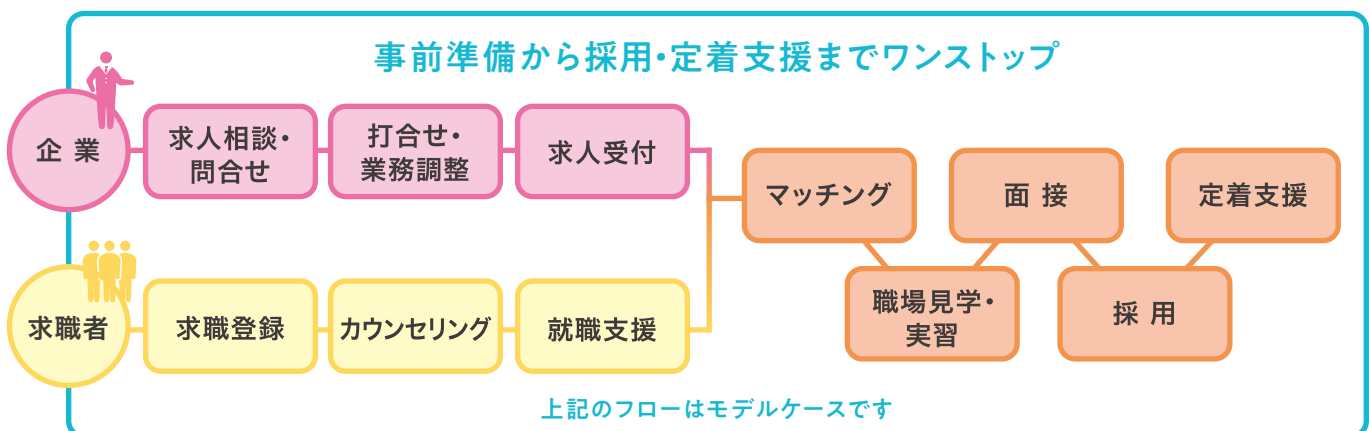 事前準備から採用・定着支援までワンストップ
企業
求人相談・
問合せ
打合せ・
業務調整
求人受付
求職者
求職登録
カウンセリング
就職支援
マッチング
職場見学・
実習
面接
採用
定着支援
上記のフローはモデルケースです